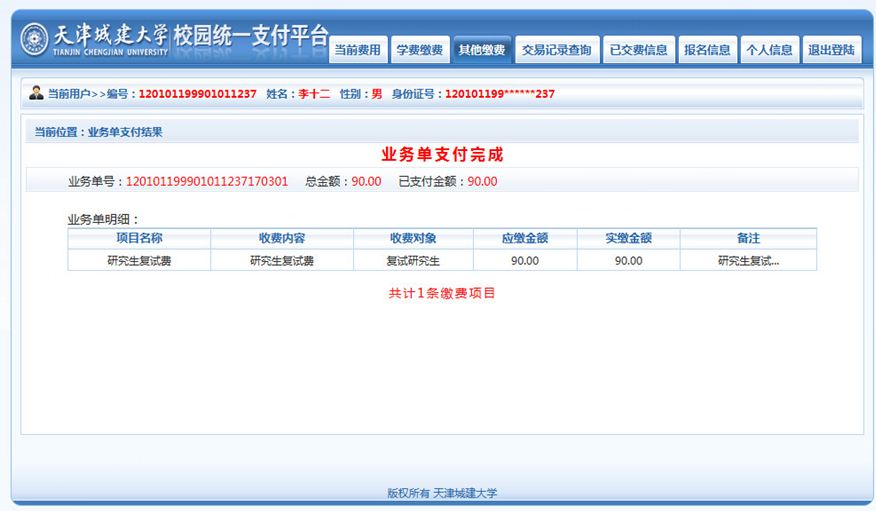 天津城建大学 校园统一支付平台
TIANJIN CHENGJIAN UNIVERSITY
当前费用 学费缴费 其他缴费 交易记录查询 已交费信息 报名信息 个人信息 退出登陆
当前用户>>编号：120101199901011237 姓名：李十二 性别：男 身份证号：120101199******237
当前位置：业务单支付结果
业务单支付完成
业务单号：120101199901011237170301 总金额：90.00 已支付金额：90.00
业务单明细：
项目名称 收费内容 收费对象 应缴金额 实缴金额 备注
研究生复试费 研究生复试费 复试研究生 90.00 90.00 研究生复试...
共计1条缴费项目
版权所有 天津城建大学